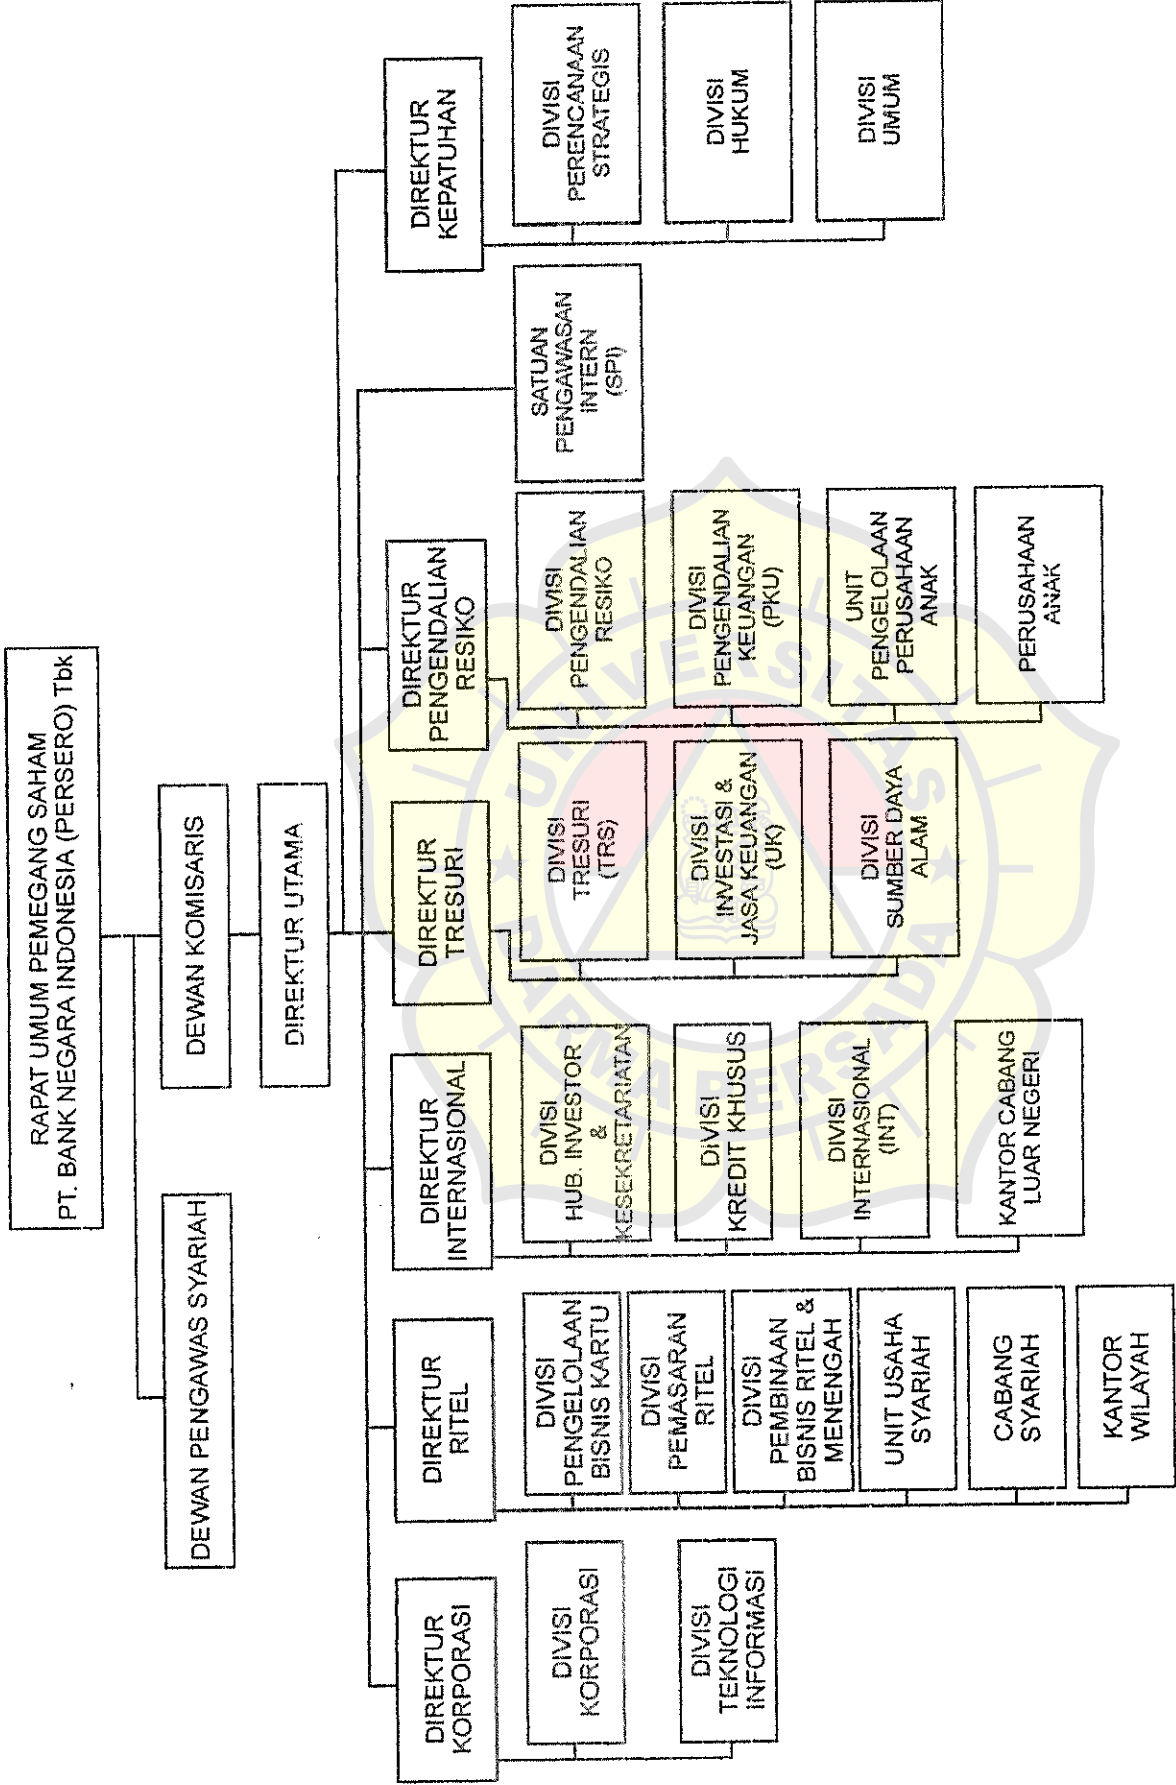 RAPAT UMUM PEMEGANG SAHAM
PT. BANK NEGARA INDONESIA (PERSERO) Tbk
DEWAN PENGAWAS SYARIAH
DEWAN KOMISARIS
DIREKTUR UTAMA
DIREKTUR
KORPORASI
DIVISI
KORPORASI
DIVISI
TEKNOLOGI
INFORMASI
DIREKTUR
RITEL
DIVISI
PENGELOLAAN
BISNIS KARTU
DIVISI
PEMASARAN
RITEL
DIVISI
PEMBINAAN
BISNIS RITEL &
MENENGAH
UNIT USAHA
SYARIAH
CABANG
SYARIAH
KANTOR
WILAYAH
DIREKTUR
INTERNASIONAL
DIVISI
HUB. INVESTOR
&
KESEKRETARIATAN
DIVISI
KREDIT KHUSUS
DIVISI
INTERNASIONAL
(INT)
KANTOR CABANG
LUAR NEGERI
DIREKTUR
TRESURI
DIVISI
TRESURI
(TRS)
DIVISI
INVESTASI &
JASA KEUANGAN
(UK)
DIVISI
SUMBER DAYA
ALAM
DIREKTUR
PENGENDALIAN
RESIKO
DIVISI
PENGENDALIAN
RESIKO
DIVISI
PENGENDALIAN
KEUANGAN
(PKU)
UNIT
PENGELOLAAN
PERUSAHAAN
ANAK
PERUSAHAAN
ANAK
SATUAN
PENGAWASAN
INTERN
(SPI)
DIREKTUR
KEPATUHAN
DIVISI
PERENCANAAN
STRATEGIS
DIVISI
HUKUM
DIVISI
UMUM
UNIVERSITAS
DARMA PERSADA